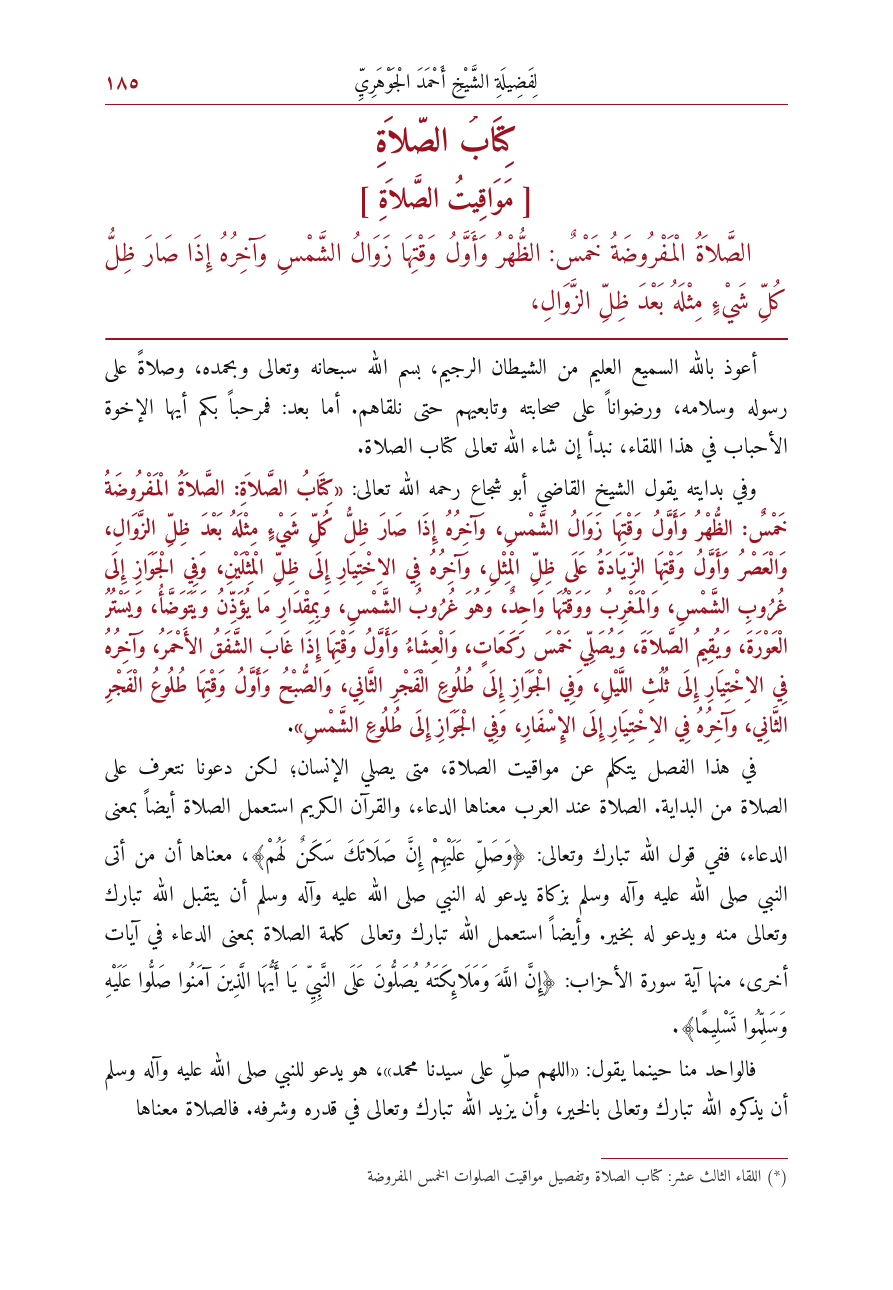 لِفَضِيلَةِ الشَّيْخِ أَحْمَدَ الْجَوْهَرِيِّ
١٨٥
كِتَابُ الصَّلَاةِ
[ مَوَاقِيتُ الصَّلَاةِ ]
الصَّلَاةُ الْمَفْرُوضَةُ خَمْسٌ: الظُّهْرُ وَأَوَّلُ وَقْتِهَا زَوَالُ الشَّمْسِ وَآخِرُهُ إِذَا صَارَ ظِلُّ
كُلِّ شَيْءٍ مِثْلَهُ بَعْدَ ظِلِّ الزَّوَالِ،
أعوذ بالله السميع العليم من الشيطان الرجيم، بسم الله سبحانه وتعالى وبحمده، وصلاةً على
رسوله وسلامه، ورضواناً على صحابته وتابعيهم حتى نلقاهم. أما بعد: فمرحباً بكم أيها الإخوة
الأحباب في هذا اللقاء، نبدأ إن شاء الله تعالى كتاب الصلاة.
وفي بدايته يقول الشيخ القاضي أبو شجاع رحمه الله تعالى: «كِتَابُ الصَّلَاةِ: الصَّلَاةُ الْمَفْرُوضَةُ
خَمْسٌ: الظُّهْرُ وَأَوَّلُ وَقْتِهَا زَوَالُ الشَّمْسِ، وَآخِرُهُ إِذَا صَارَ ظِلُّ كُلِّ شَيْءٍ مِثْلَهُ بَعْدَ ظِلِّ الزَّوَالِ،
وَالْعَصْرُ وَأَوَّلُ وَقْتِهَا الزِّيَادَةُ عَلَى ظِلِّ الْمِثْلِ، وَآخِرُهُ فِي الِاخْتِيَارِ إِلَى ظِلِّ الْمِثْلَيْنِ، وَفِي الْجَوَازِ إِلَى
غُرُوبِ الشَّمْسِ، وَالْمَغْرِبُ وَوَقْتُهَا وَاحِدٌ، وَهُوَ غُرُوبُ الشَّمْسِ، وَبِمِقْدَارِ مَا يُؤَذِّنُ وَيَتَوَضَّأُ، وَيَسْتُرُ
الْعَوْرَةَ، وَيُقِيمُ الصَّلَاةَ، وَيُصَلِّي خَمْسَ رَكَعَاتٍ، وَالْعِشَاءُ وَأَوَّلُ وَقْتِهَا إِذَا غَابَ الشَّفَقُ الأَحْمَرُ، وَآخِرُهُ
فِي الِاخْتِيَارِ إِلَى ثُلُثِ اللَّيْلِ، وَفِي الْجَوَازِ إِلَى طُلُوعِ الْفَجْرِ الثَّانِي، وَالصُّبْحُ وَأَوَّلُ وَقْتِهَا طُلُوعُ الْفَجْرِ
الثَّانِي، وَآخِرُهُ فِي الِاخْتِيَارِ إِلَى الإِسْفَارِ، وَفِي الْجَوَازِ إِلَى طُلُوعِ الشَّمْسِ».
في هذا الفصل يتكلم عن مواقيت الصلاة، متى يصلي الإنسان؛ لكن دعونا نتعرف على
الصلاة من البداية. الصلاة عند العرب معناها الدعاء، والقرآن الكريم استعمل الصلاة أيضاً بمعنى
الدعاء، ففي قول الله تبارك وتعالى: ﴿وَصَلِّ عَلَيْهِمْ إِنَّ صَلَاتَكَ سَكَنٌ لَهُمْ﴾، معناها أن من أتى
النبي صلى الله عليه وآله وسلم بزكاة يدعو له النبي صلى الله عليه وآله وسلم أن يتقبل الله تبارك
وتعالى منه ويدعو له بخير. وأيضاً استعمل الله تبارك وتعالى كلمة الصلاة بمعنى الدعاء في آيات
أخرى، منها آية سورة الأحزاب: ﴿إِنَّ اللَّهَ وَمَلَايِكَتَهُ يُصَلُّونَ عَلَى النَّبِيِّ يَا أَيُّهَا الَّذِينَ آمَنُوا صَلُّوا عَلَيْهِ
وَسَلِّمُوا تَسْلِيمًا﴾.
فالواحد منا حينما يقول: «اللهم صلِّ على سيدنا محمد»، هو يدعو للنبي صلى الله عليه وآله وسلم
أن يذكره الله تبارك وتعالى بالخير، وأن يزيد الله تبارك وتعالى في قدره وشرفه. فالصلاة معناها
(*) اللقاء الثالث عشر: كتاب الصلاة وتفصيل مواقيت الصلوات الخمس المفروضة